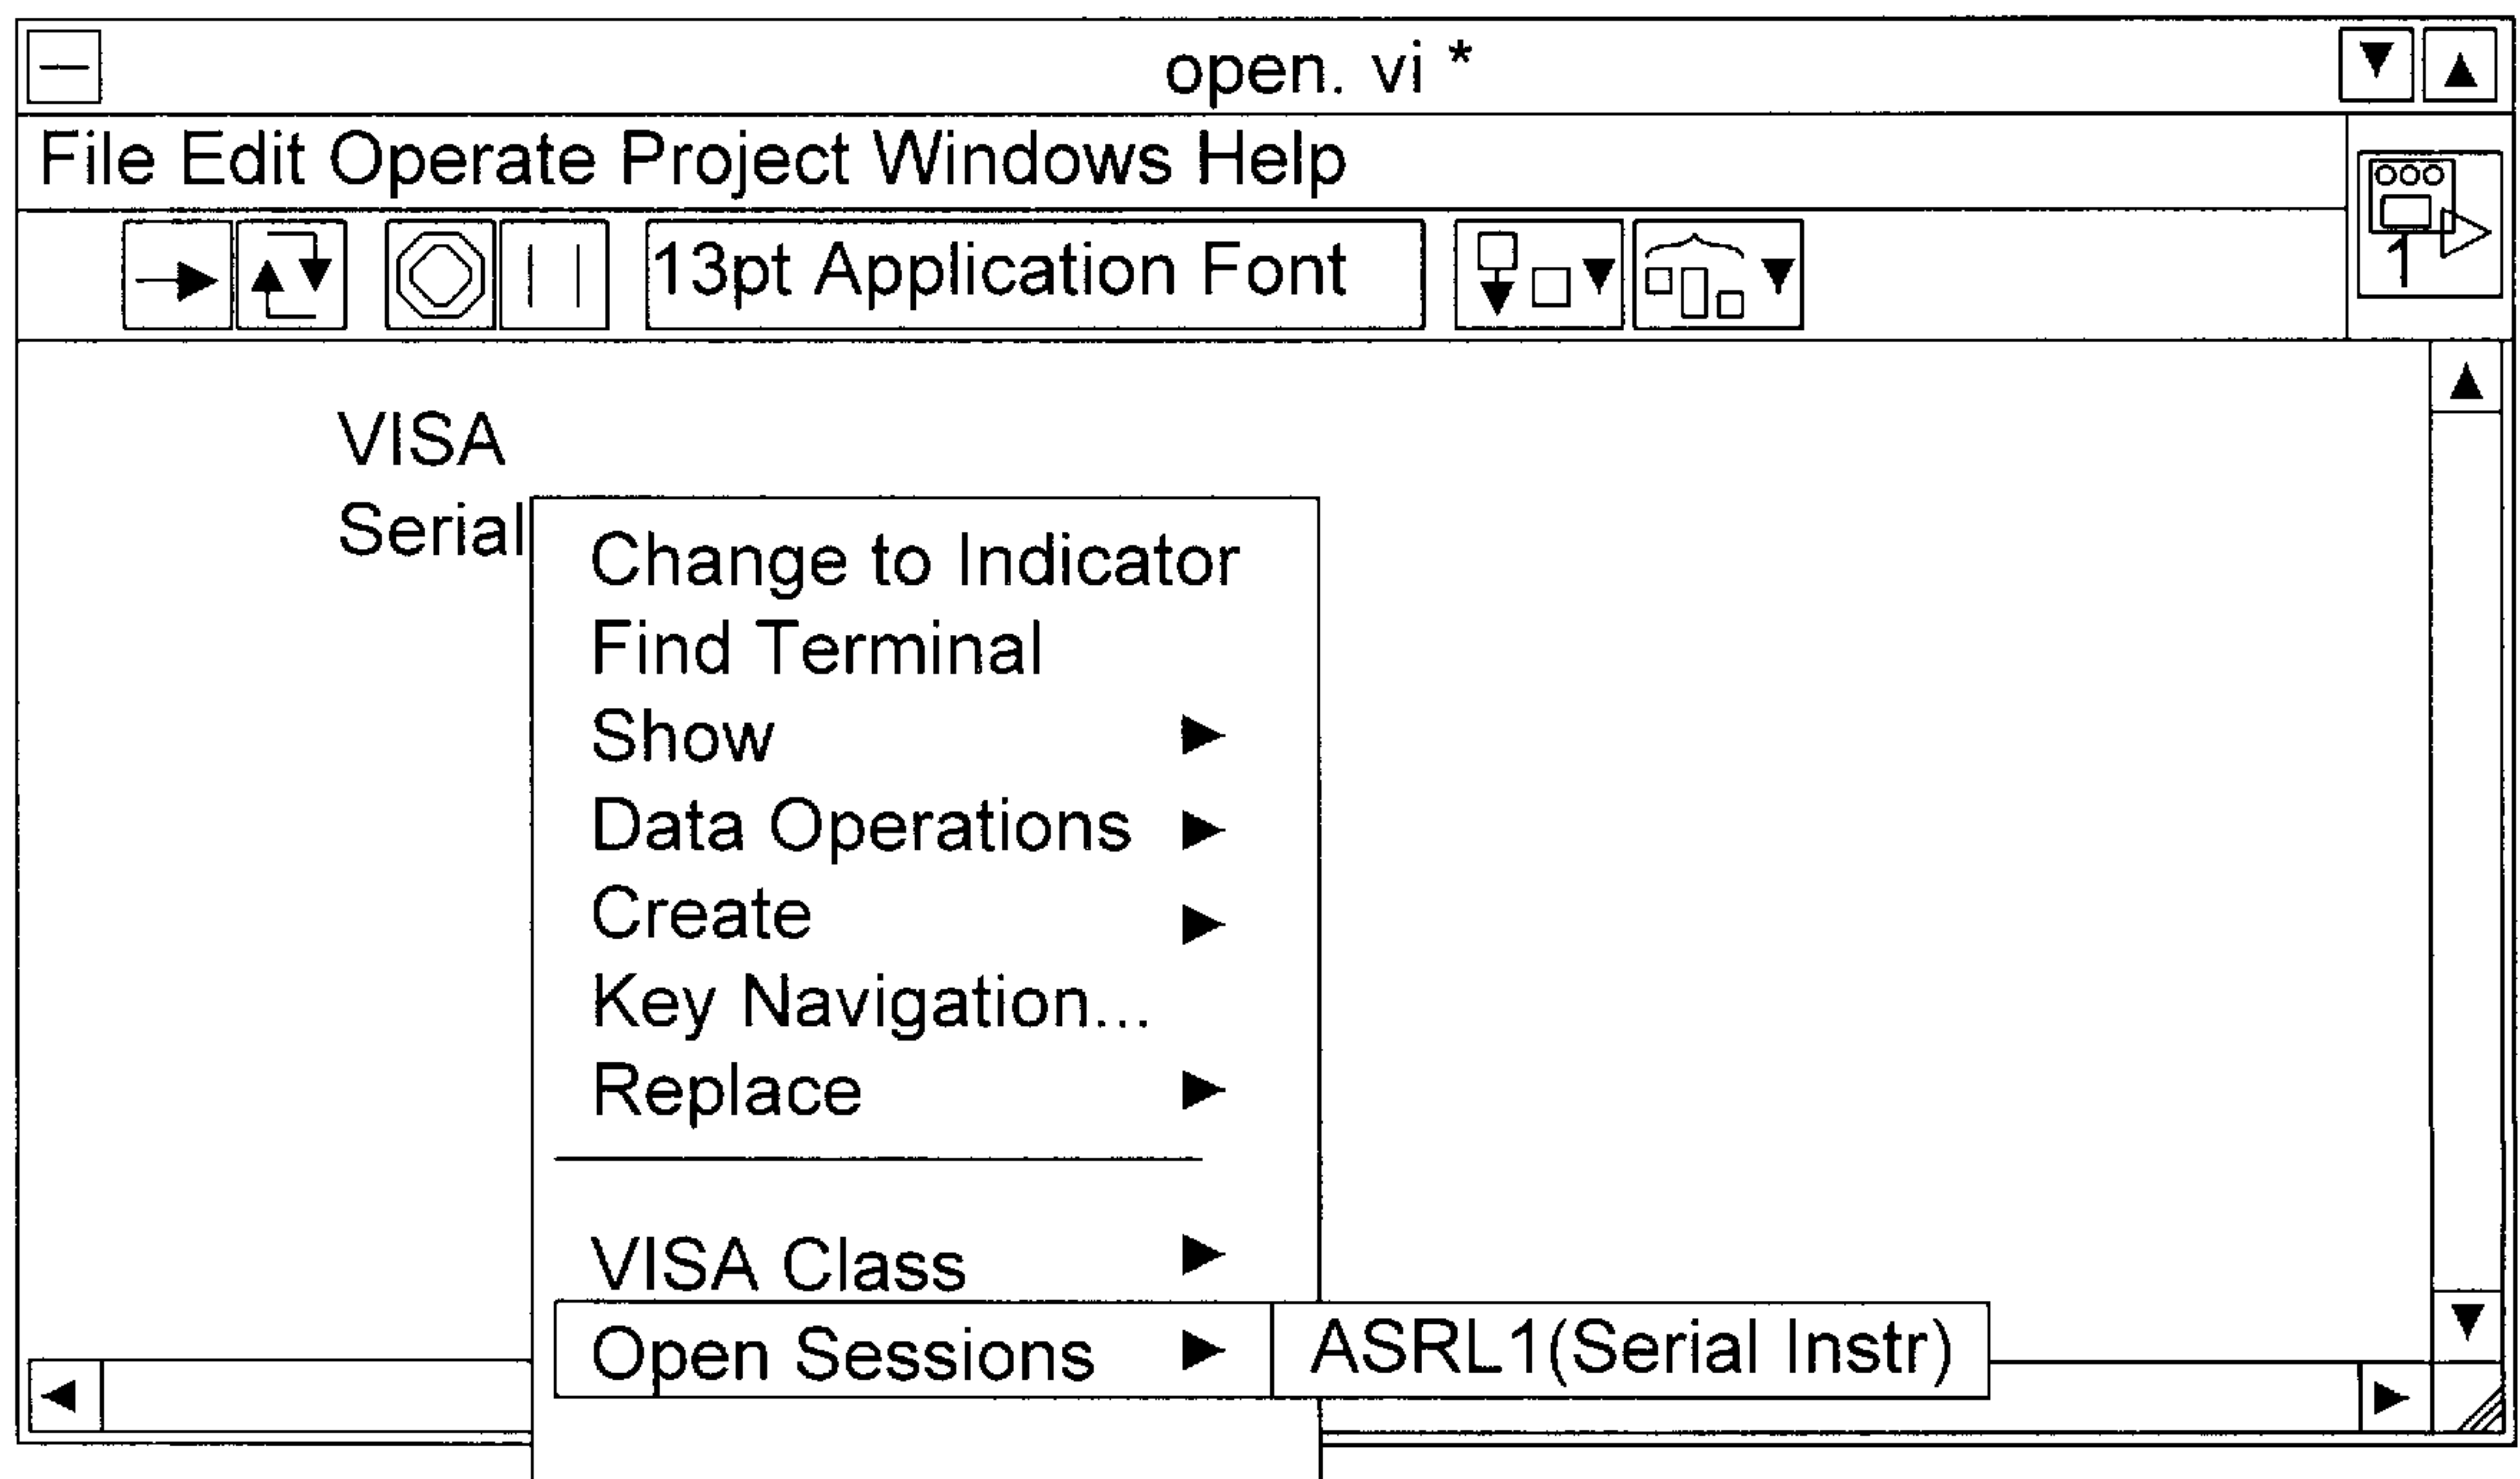 open. vi *
File Edit Operate Project Windows Help
13pt Application Font
1
VISA
Serial
Change to Indicator
Find Terminal
Show
Data Operations
Create
Key Navigation...
Replace
VISA Class
Open Sessions
ASRL1(Serial Instr)